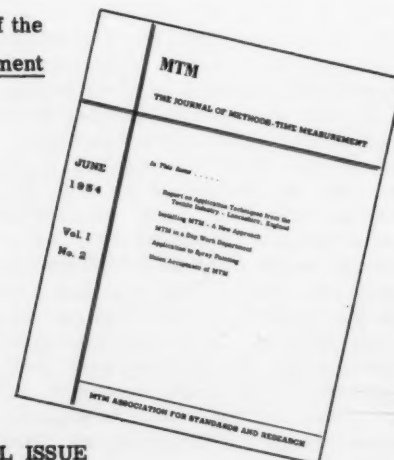 f the
ment
MTM
THE JOURNAL OF METHODS-TIME MEASUREMENT
JUNE
1954
Vol. I
No. 2
In This Issue . . . . . .
Report on Application Techniques from the
Textile Industry - Lancashire, England
Installing MTM - A New Approach
MTM in a Day Work Department
Application to Spray Painting
Union Acceptance of MTM
MTM ASSOCIATION FOR STANDARDS AND RESEARCH
L ISSUE